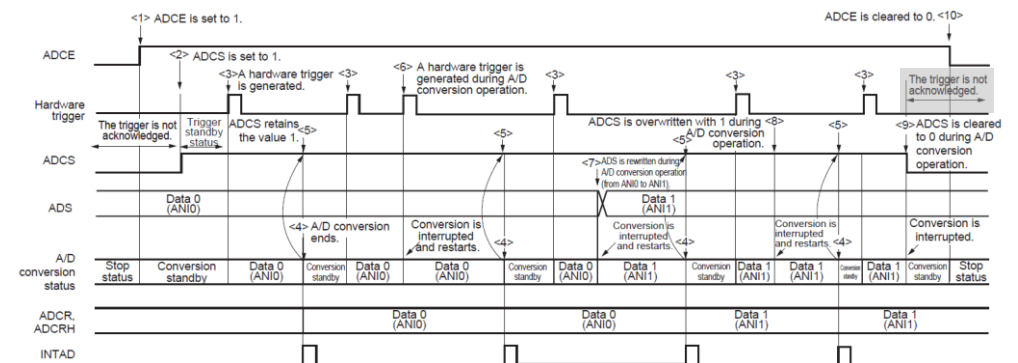 <1> ADCE is set to 1.
ADCE is cleared to 0. <10>
ADCE
<2> ADCS is set to 1.
<3>A hardware trigger
is generated.
<3>
<6> A hardware trigger is
generated during A/D
conversion operation.
<3>
<3>
<3>
The trigger is not
acknowledged.
Hardware
trigger
The trigger is not
acknowledged.
Trigger
standby
status
ADCS retains
the value 1.
<5>
<5>
ADCS is overwritten with 1 during <8>
A/D conversion
operation.
<5>
<5>
<9>ADCS is cleared
to 0 during A/D
conversion
operation.
ADCS
<7>ADS is rewritten during
A/D conversion operation
(from ANI0 to ANI1).
ADS
Data 0
(ANI0)
Data 1
(ANI1)
<4> A/D conversion
ends.
Conversion is
interrupted
and restarts.
<4>
Conversion is
interrupted
and restarts.
<4>
Conversion is
interrupted
and restarts.
<4>
Conversion is
interrupted.
A/D
conversion
status
Stop
status
Conversion
standby
Data 0
(ANI0)
Conversion
standby
Data 0
(ANI0)
Data 0
(ANI0)
Conversion
standby
Data 0
(ANI0)
Data 1
(ANI1)
Conversion
standby
Data 1
(ANI1)
Data 1
(ANI1)
Conversion
standby
Data 1
(ANI1)
Conversion
standby
Stop
status
ADCR,
ADCRH
Data 0
(ANI0)
Data 0
(ANI0)
Data 1
(ANI1)
Data 1
(ANI1)
INTAD